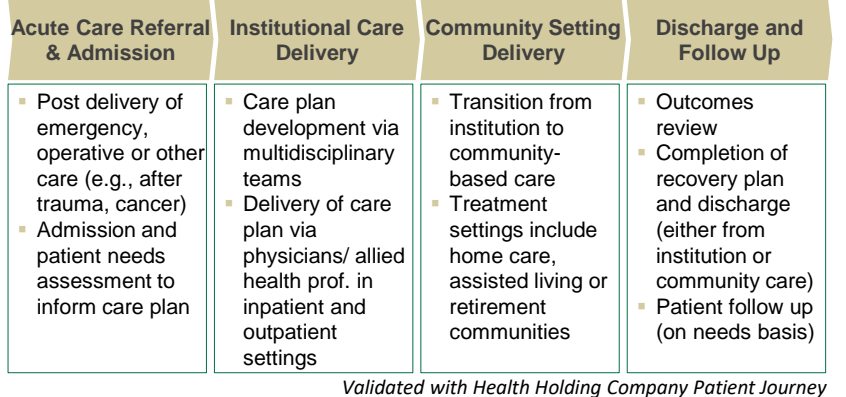 Acute Care Referral
& Admission
Institutional Care
Delivery
Community Setting
Delivery
Discharge and
Follow Up
▪ Post delivery of
emergency,
operative or other
care (e.g., after
trauma, cancer)
▪ Admission and
patient needs
assessment to
inform care plan
▪ Care plan
development via
multidisciplinary
teams
▪ Delivery of care
plan via
physicians/ allied
health prof. in
inpatient and
outpatient
settings
▪ Transition from
institution to
community-
based care
▪ Treatment
settings include
home care,
assisted living or
retirement
communities
▪ Outcomes
review
▪ Completion of
recovery plan
and discharge
(either from
institution or
community care)
▪ Patient follow up
(on needs basis)
Validated with Health Holding Company Patient Journey